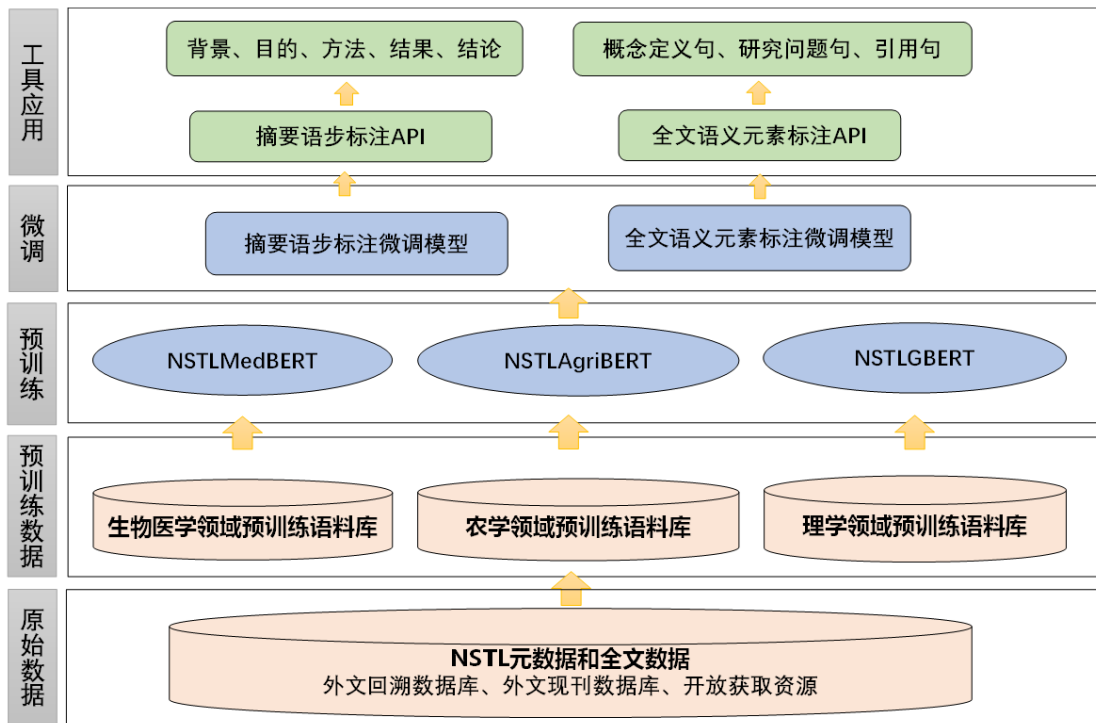 工具应用
背景、目的、方法、结果、结论
概念定义句、研究问题句、引用句
摘要语步标注API
全文语义元素标注API
微调
摘要语步标注微调模型
全文语义元素标注微调模型
预训练
NSTLMedBERT
NSTLAgriBERT
NSTLGBERT
预训练数据
生物医学领域预训练语料库
农学领域预训练语料库
理学领域预训练语料库
原始数据
NSTL元数据和全文数据
外文回溯数据库、外文现刊数据库、开放获取资源